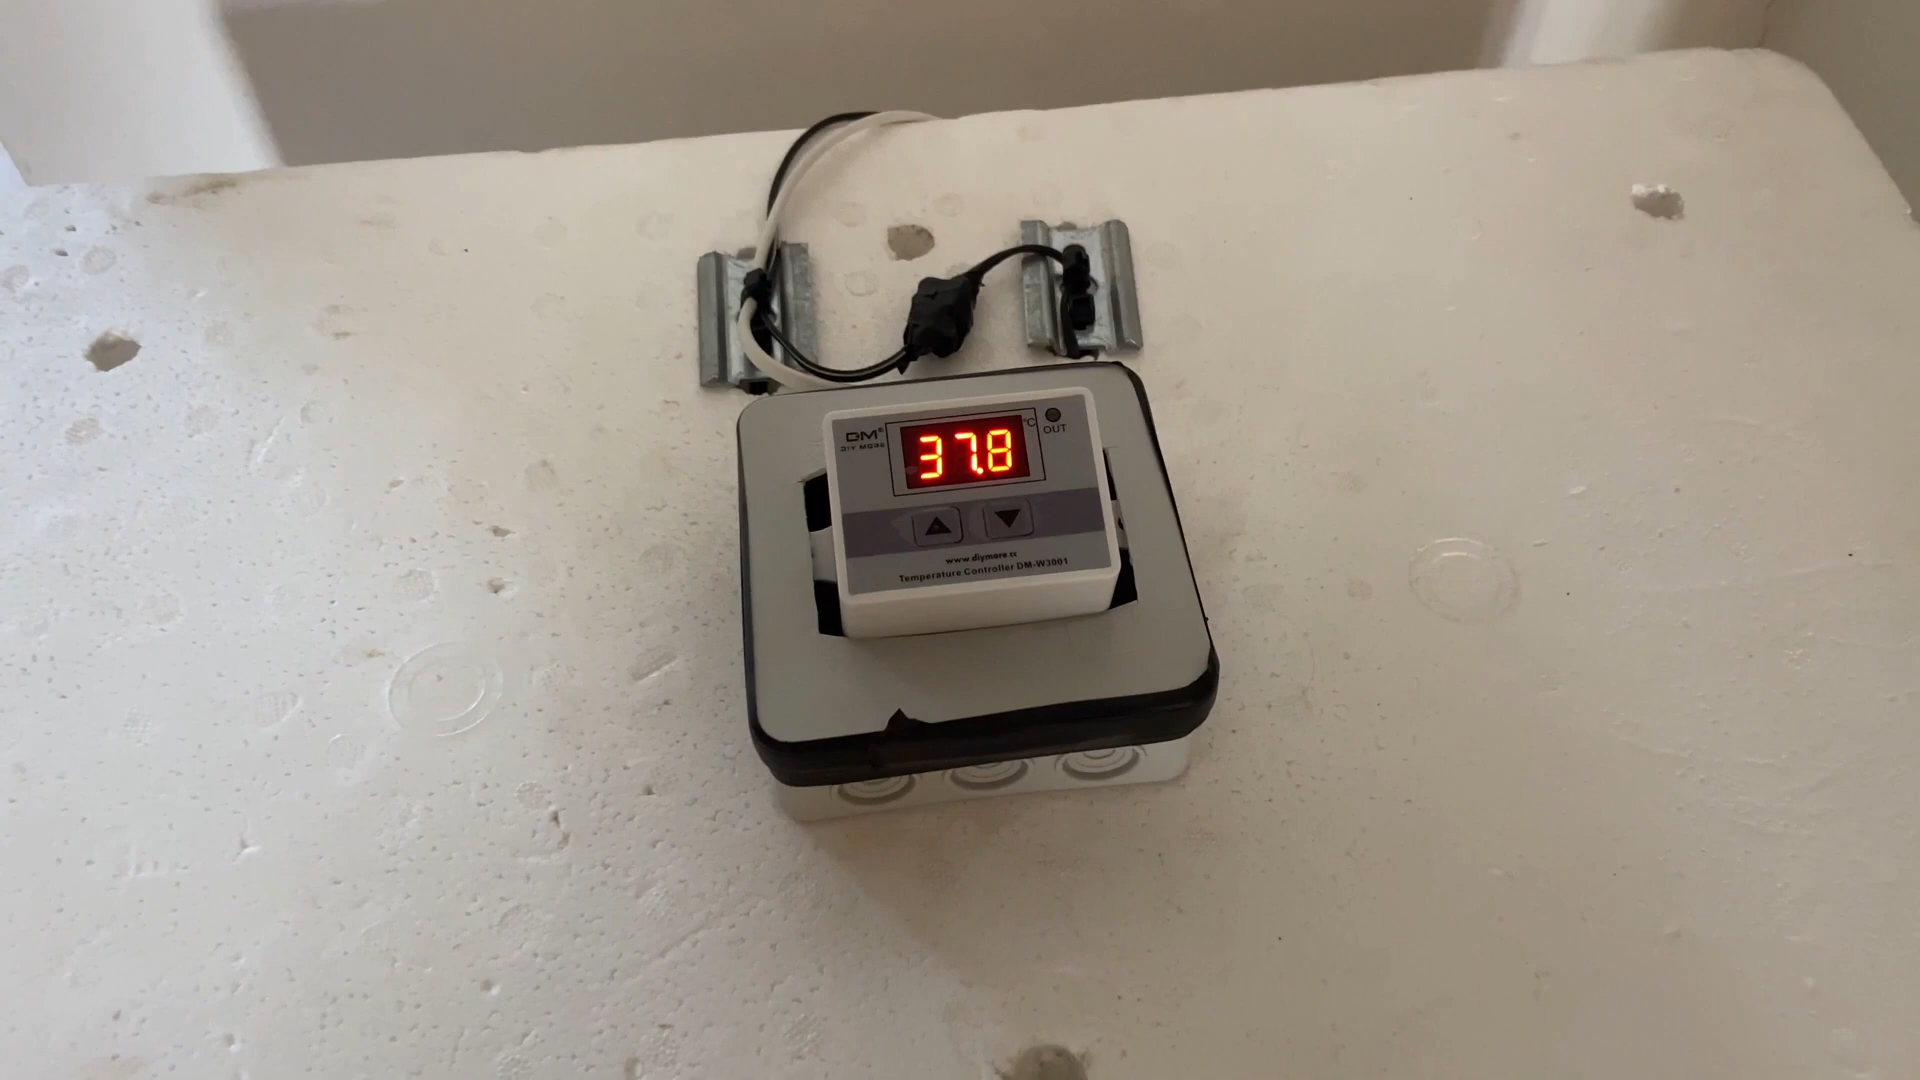 DM®
DIY MORE
37.8
°C
OUT
www.diymore.cc
Temperature Controller DM-W3001